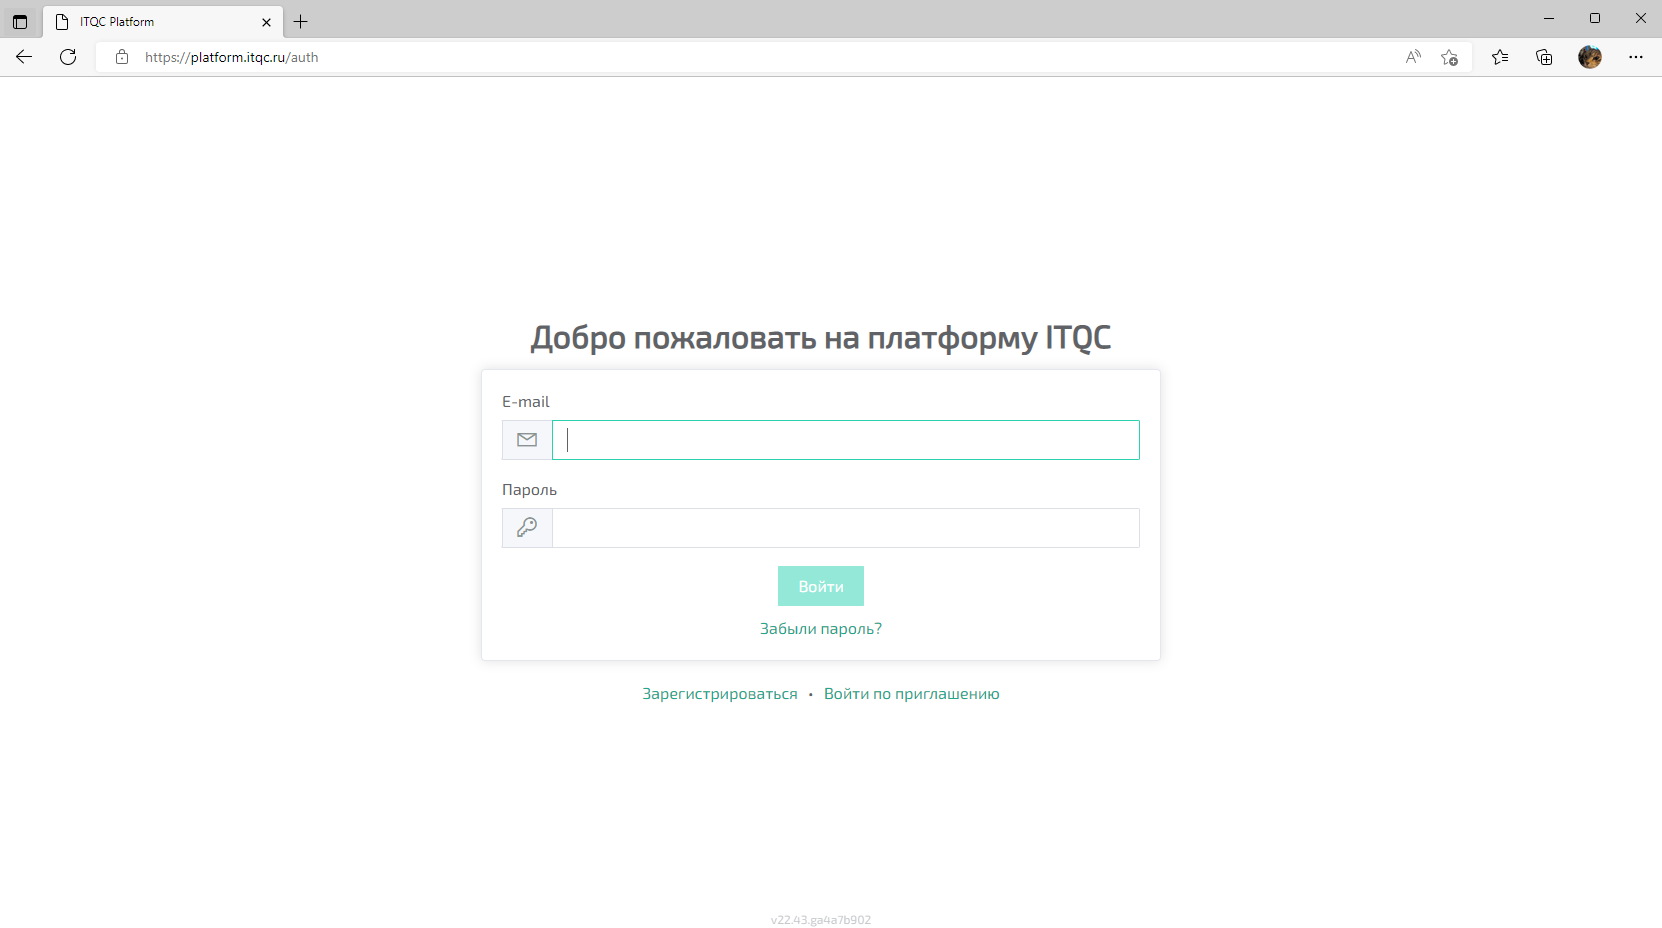 ITQC Platform
https://platform.itqc.ru/auth
Добро пожаловать на платформу ITQC
E-mail
Пароль
Войти
Забыли пароль?
Зарегистрироваться • Войти по приглашению
v22.43.ga4a7b902